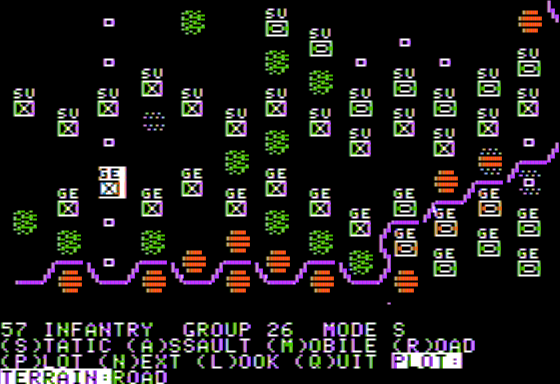 SU
SU
SU
SU SU SU
SU SU SU SU SU SU SU
SU SU SU SU SU
SU SU
GE GE GE
GE GE GE GE GE GE
GE GE GE
GE GE
GE GE
57 INFANTRY GROUP 26 MODE S
(S)TATIC (A)SSAULT (M)OBILE (R)OAD
(P)LOT (N)EXT (L)OOK (Q)UIT PLOT:
TERRAIN:ROAD